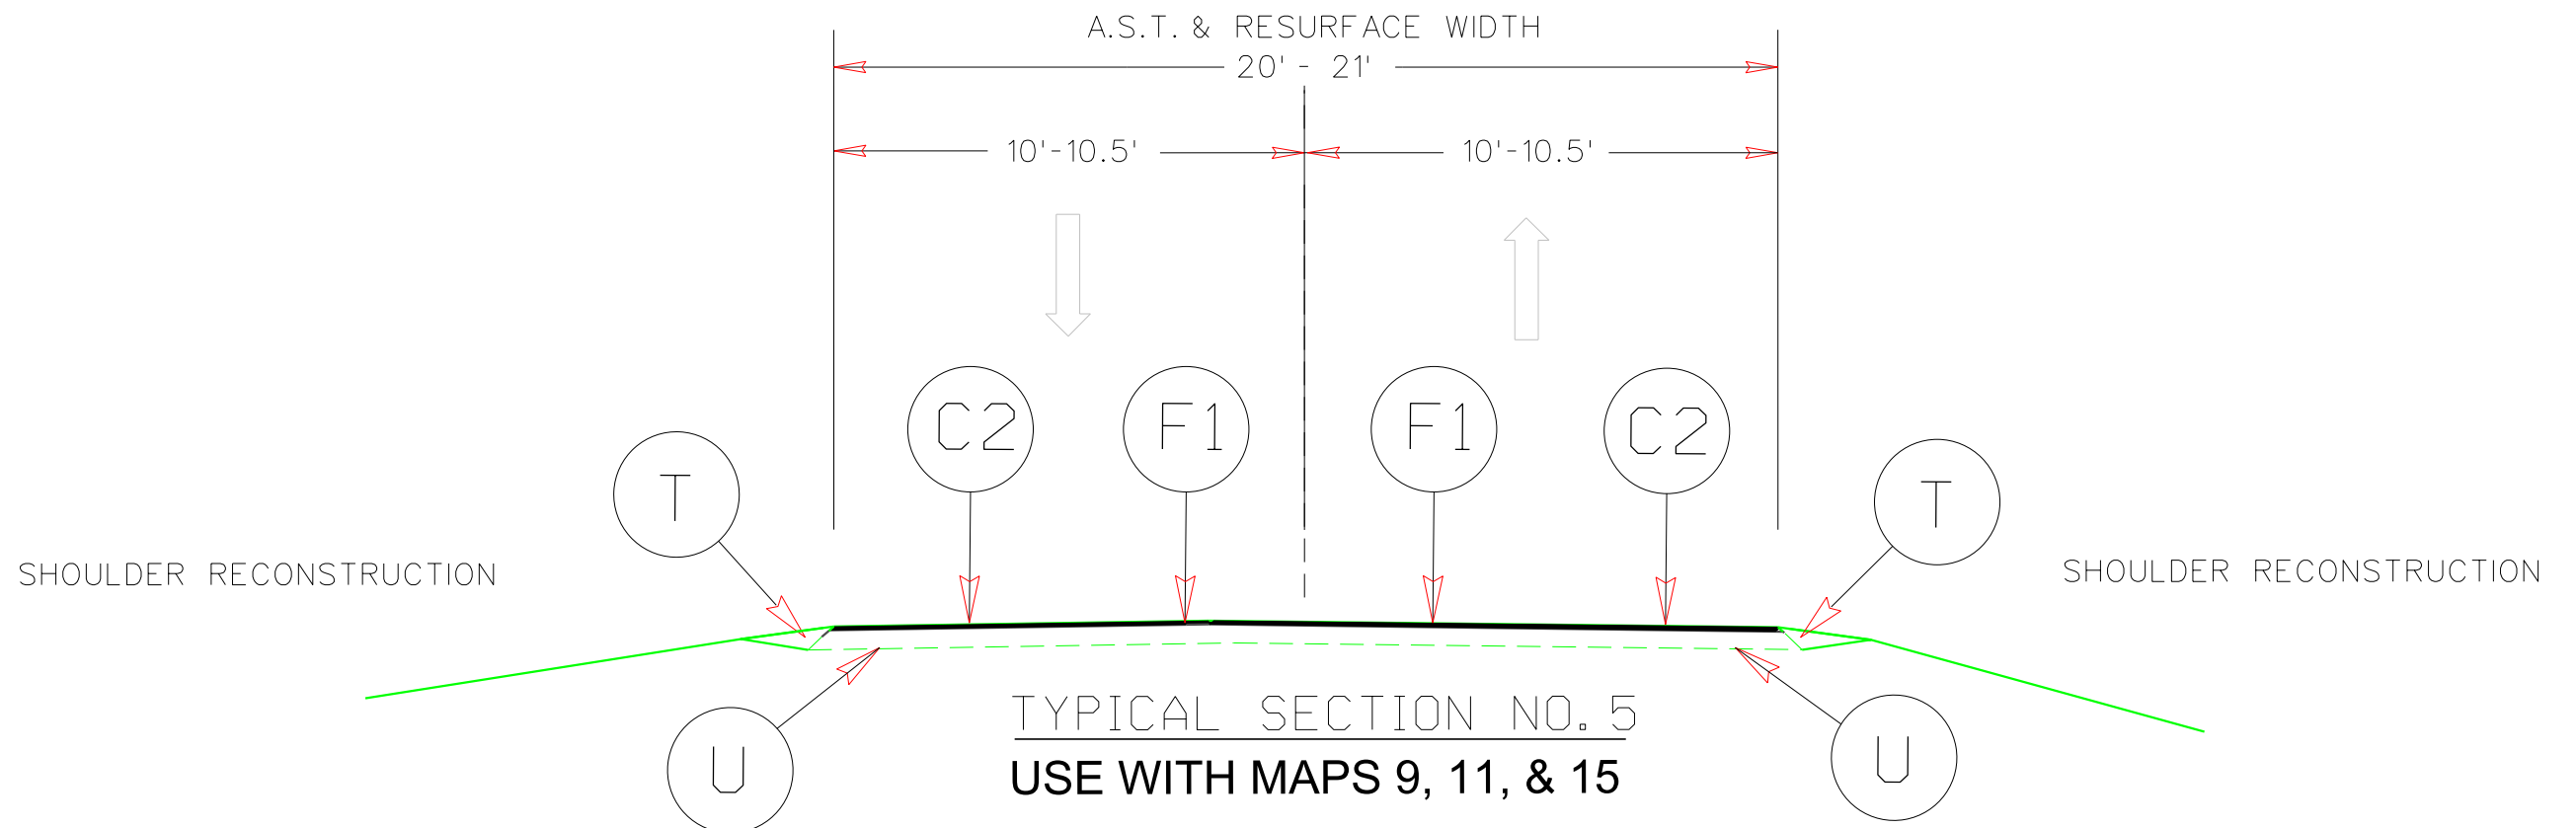 A.S.T. & RESURFACE WIDTH
20' - 21'
10'-10.5' 10'-10.5'
C2 F1 F1 C2
T T
SHOULDER RECONSTRUCTION SHOULDER RECONSTRUCTION
U U
TYPICAL SECTION NO. 5
USE WITH MAPS 9, 11, & 15